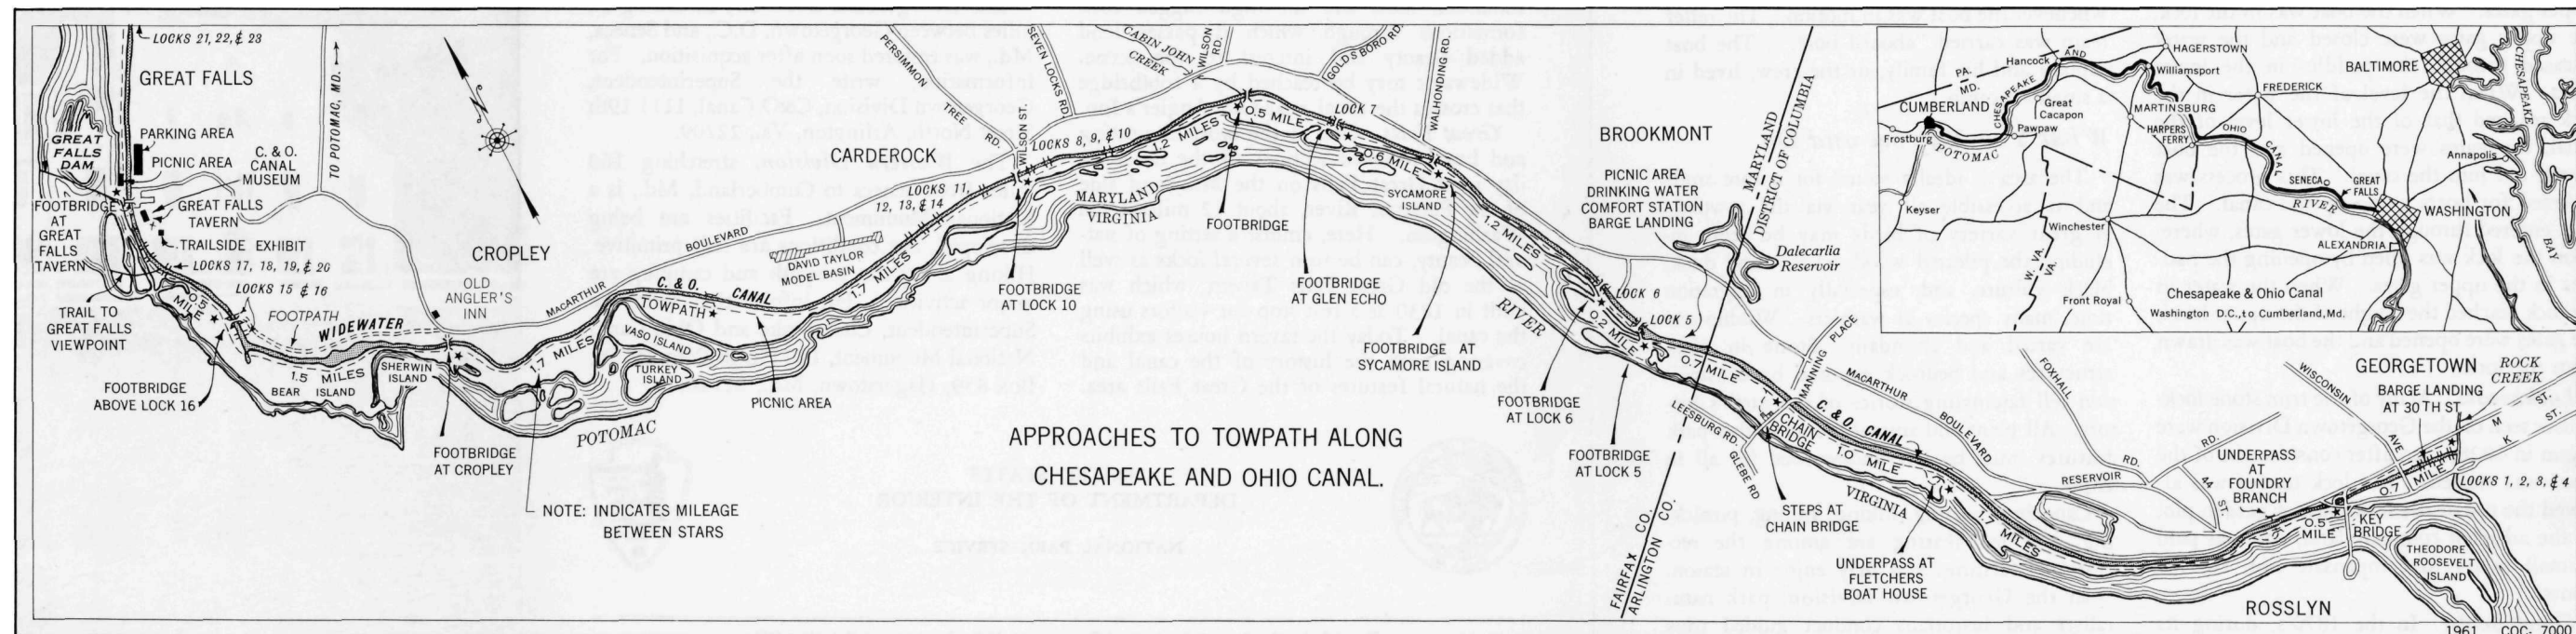 LOCKS 21, 22, & 23
GREAT FALLS
TO POTOMAC, MD.
GREAT
FALLS
DAM
PARKING AREA
PICNIC AREA
C. & O.
CANAL
MUSEUM
GREAT FALLS
TAVERN
FOOTBRIDGE
AT
GREAT
FALLS
TAVERN
TRAILSIDE EXHIBIT
LOCKS 17, 18, 19, & 20
LOCKS 15 & 16
TRAIL TO
GREAT FALLS
VIEWPOINT
0.5
MILE
FOOTPATH
WIDEWATER
FOOTBRIDGE
ABOVE LOCK 16
1.5 MILES
BEAR ISLAND
SHERWIN
ISLAND
CROPLEY
OLD
ANGLER'S
INN
FOOTBRIDGE
AT CROPLEY
1.7 MILES
NOTE: INDICATES MILEAGE
BETWEEN STARS
POTOMAC
N
MACARTHUR
BOULEVARD
C. & O. CANAL
TOWPATH
VASO ISLAND
TURKEY
ISLAND
PICNIC AREA
DAVID TAYLOR
MODEL BASIN
1.7 MILES
CARDEROCK
LOCKS 11,
12, 13, & 14
PERSIMMON
TREE
RD.
SEVEN LOCKS RD.
WILSON ST.
LOCKS 8, 9, & 10
CABIN JOHN
CREEK
WILSON
RD.
GOLDSBORO RD.
WALHONDING RD.
1.2 MILES
MARYLAND
VIRGINIA
FOOTBRIDGE
AT LOCK 10
0.5 MILE
FOOTBRIDGE
LOCK 7
0.6 MILE
FOOTBRIDGE
AT GLEN ECHO
SYCAMORE
ISLAND
1.2 MILES
RIVER
FOOTBRIDGE AT
SYCAMORE ISLAND
APPROACHES TO TOWPATH ALONG
CHESAPEAKE AND OHIO CANAL.
BROOKMONT
PICNIC AREA
DRINKING WATER
COMFORT STATION
BARGE LANDING
MARYLAND
DISTRICT OF COLUMBIA
Dalecarlia
Reservoir
LOCK 6
LOCK 5
0.2 MILE
FOOTBRIDGE
AT LOCK 6
FOOTBRIDGE
AT LOCK 5
0.7 MILE
MANNING PLACE
LEESBURG RD.
GLEBE RD
CHAIN
BRIDGE
FAIRFAX CO.
ARLINGTON CO.
STEPS AT
CHAIN BRIDGE
MACARTHUR
BOULEVARD
C. & O. CANAL
1.0 MILE
VIRGINIA
UNDERPASS AT
FLETCHERS
BOAT HOUSE
1.7 MILES
FOXHALL
RD.
RESERVOIR
RD.
44
ST.
UNDERPASS
AT
FOUNDRY
BRANCH
WISCONSIN
AVE
GEORGETOWN
ROCK
CREEK
BARGE LANDING
AT 30TH ST.
M ST.
K ST.
0.7 MILE
LOCKS 1, 2, 3, & 4
0.5
MILE
KEY
BRIDGE
THEODORE
ROOSEVELT
ISLAND
ROSSLYN
1961 COC- 7000
PA.
MD.
Hancock
CHESAPEAKE
AND
OHIO
CANAL
HAGERSTOWN
Williamsport
BALTIMORE
CHESAPEAKE
BAY
CUMBERLAND
Frostburg
POTOMAC
Great
Cacapon
Pawpaw
MARTINSBURG
HARPERS
FERRY
FREDERICK
Annapolis
Keyser
SENECA
GREAT
FALLS
RIVER
WASHINGTON
Winchester
W. VA.
VA.
ALEXANDRIA
Front Royal
Chesapeake & Ohio Canal
Washington D.C., to Cumberland, Md.